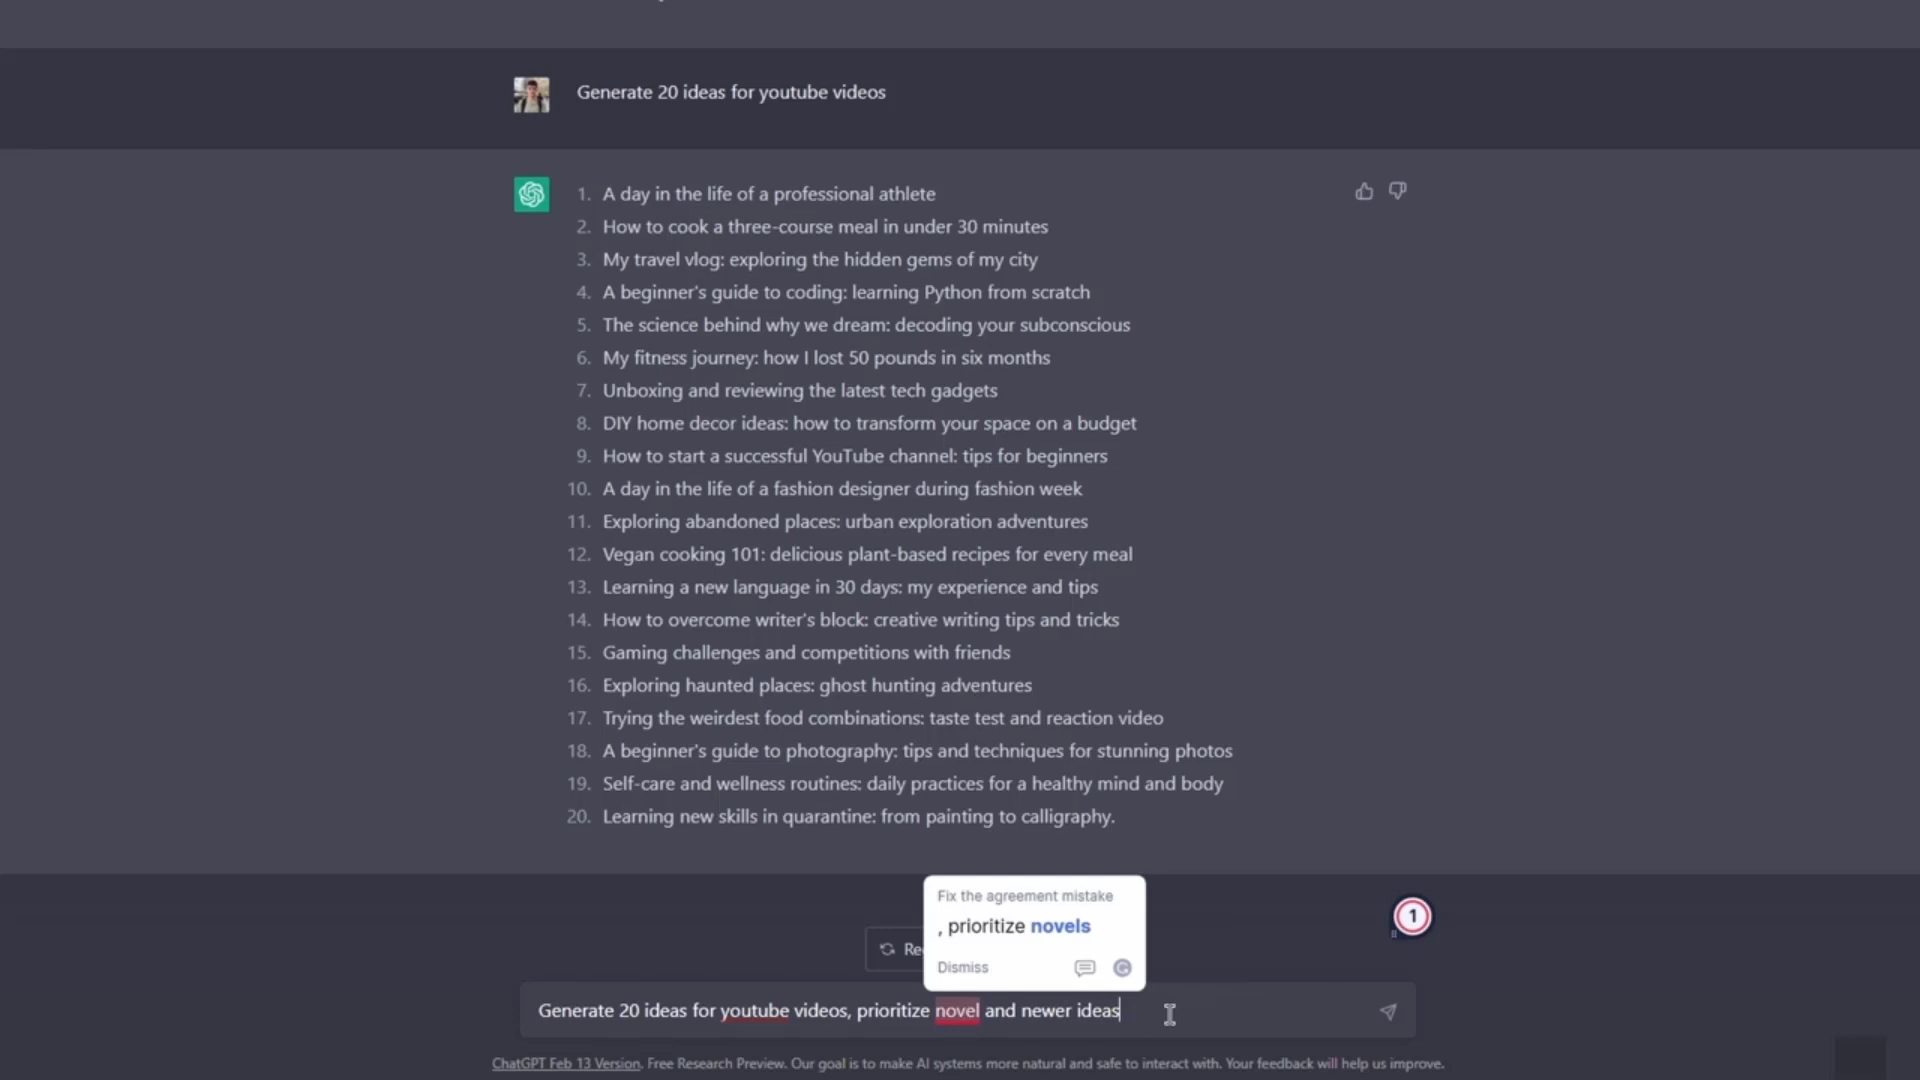 Generate 20 ideas for youtube videos
1. A day in the life of a professional athlete
2. How to cook a three-course meal in under 30 minutes
3. My travel vlog: exploring the hidden gems of my city
4. A beginner's guide to coding: learning Python from scratch
5. The science behind why we dream: decoding your subconscious
6. My fitness journey: how I lost 50 pounds in six months
7. Unboxing and reviewing the latest tech gadgets
8. DIY home decor ideas: how to transform your space on a budget
9. How to start a successful YouTube channel: tips for beginners
10. A day in the life of a fashion designer during fashion week
11. Exploring abandoned places: urban exploration adventures
12. Vegan cooking 101: delicious plant-based recipes for every meal
13. Learning a new language in 30 days: my experience and tips
14. How to overcome writer's block: creative writing tips and tricks
15. Gaming challenges and competitions with friends
16. Exploring haunted places: ghost hunting adventures
17. Trying the weirdest food combinations: taste test and reaction video
18. A beginner's guide to photography: tips and techniques for stunning photos
19. Self-care and wellness routines: daily practices for a healthy mind and body
20. Learning new skills in quarantine: from painting to calligraphy.
Fix the agreement mistake
, prioritize novels
1
Re
Dismiss
Generate 20 ideas for youtube videos, prioritize novel and newer ideas
ChatGPT Feb 13 Version. Free Research Preview. Our goal is to make AI systems more natural and safe to interact with. Your feedback will help us improve.